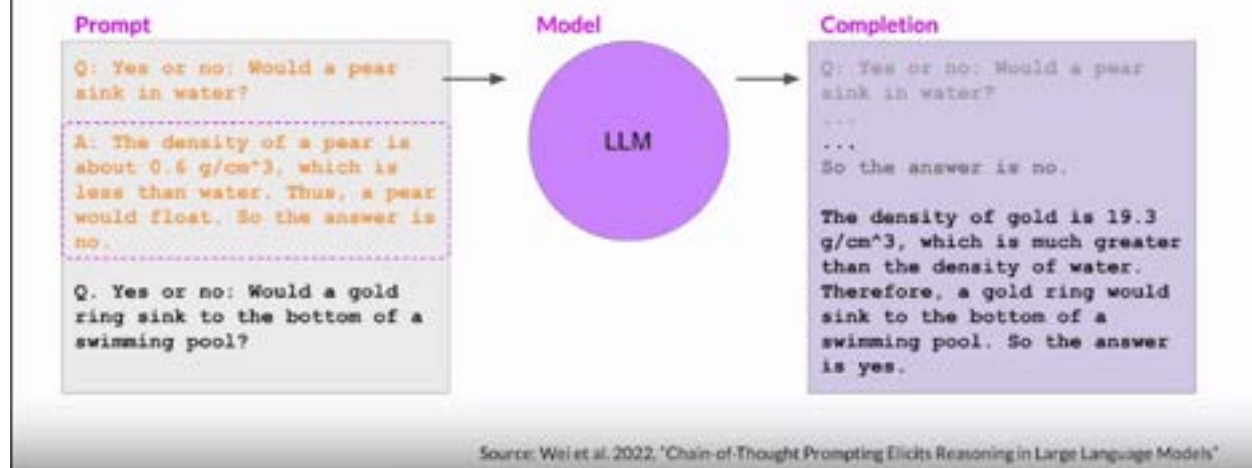 Prompt
Q: Yes or no: Would a pear
sink in water?
A: The density of a pear is
about 0.6 g/cm^3, which is
less than water. Thus, a pear
would float. So the answer is
no.
Q. Yes or no: Would a gold
ring sink to the bottom of a
swimming pool?
Model
LLM
Completion
Q: Yes or no: Would a pear
sink in water?
...
...
So the answer is no.
The density of gold is 19.3
g/cm^3, which is much greater
than the density of water.
Therefore, a gold ring would
sink to the bottom of a
swimming pool. So the answer
is yes.
Source: Wei et al. 2022, "Chain-of-Thought Prompting Elicits Reasoning in Large Language Models"